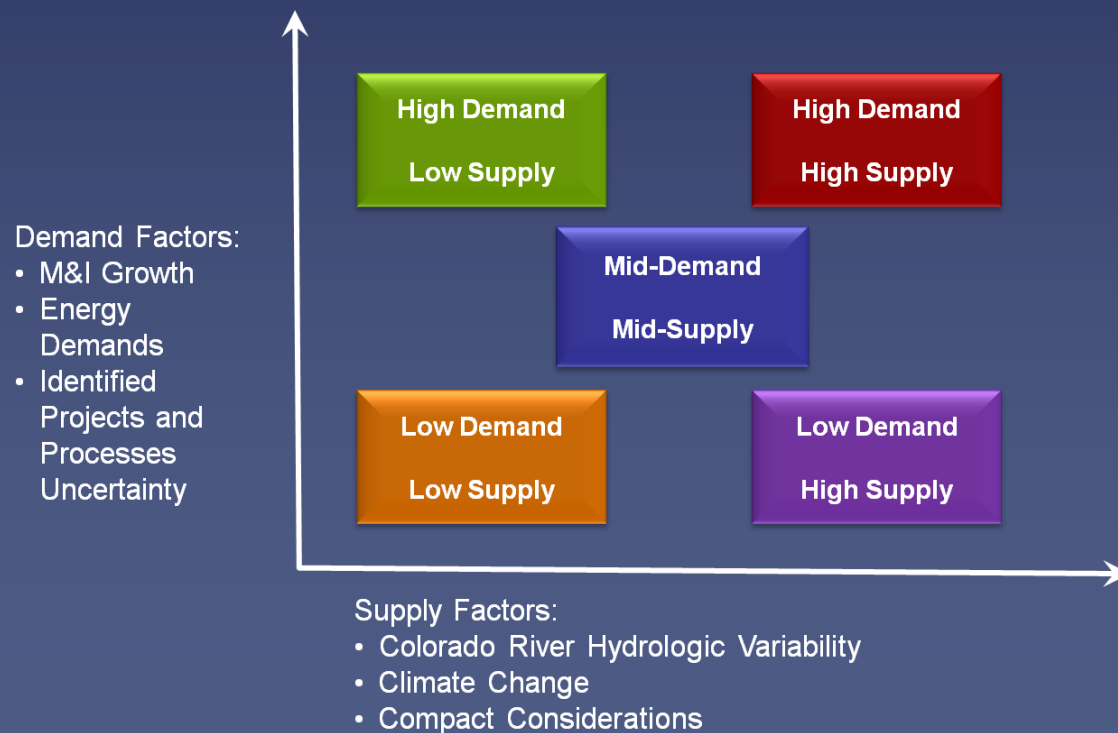 High Demand
Low Supply
High Demand
High Supply
Mid-Demand
Mid-Supply
Demand Factors:
• M&I Growth
• Energy
Demands
• Identified
Projects and
Processes
Uncertainty
Low Demand
Low Supply
Low Demand
High Supply
Supply Factors:
• Colorado River Hydrologic Variability
• Climate Change
• Compact Considerations